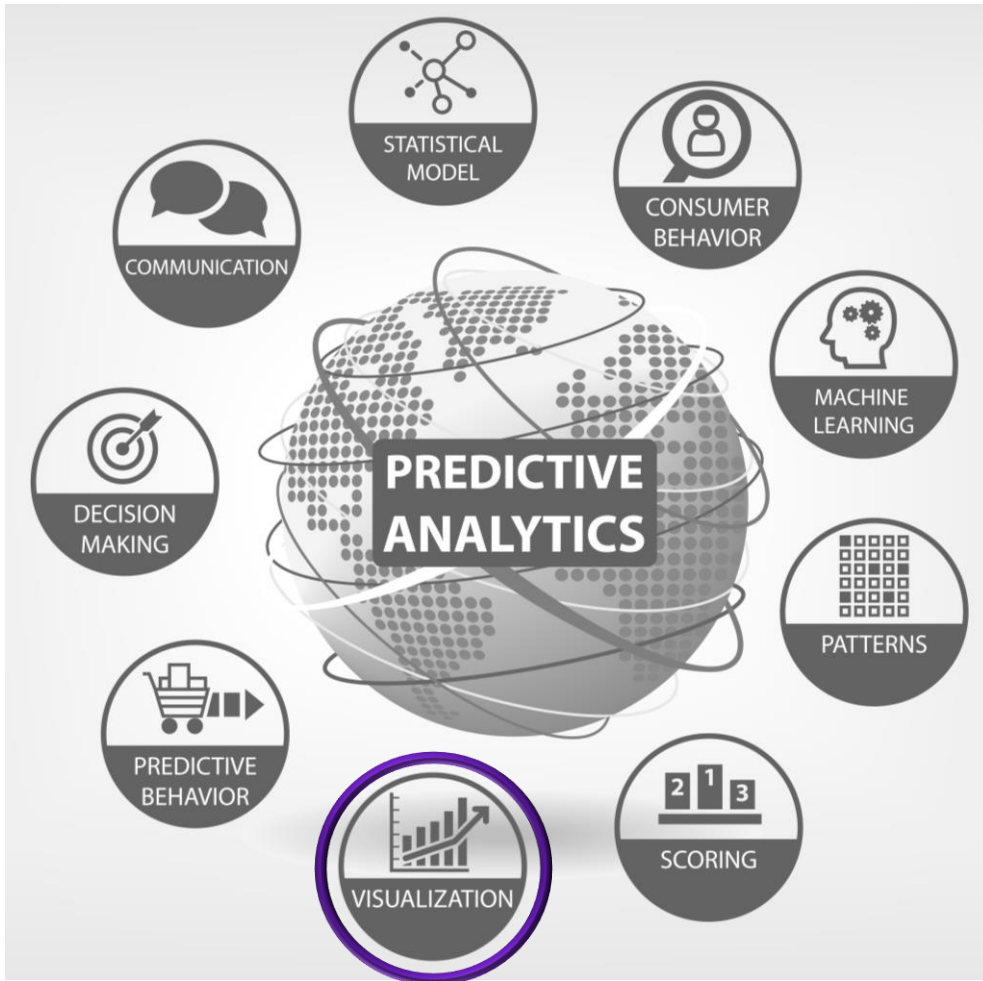 STATISTICAL
MODEL
CONSUMER
BEHAVIOR
COMMUNICATION
MACHINE
LEARNING
PREDICTIVE
ANALYTICS
DECISION
MAKING
PATTERNS
PREDICTIVE
BEHAVIOR
2 1 3
SCORING
VISUALIZATION